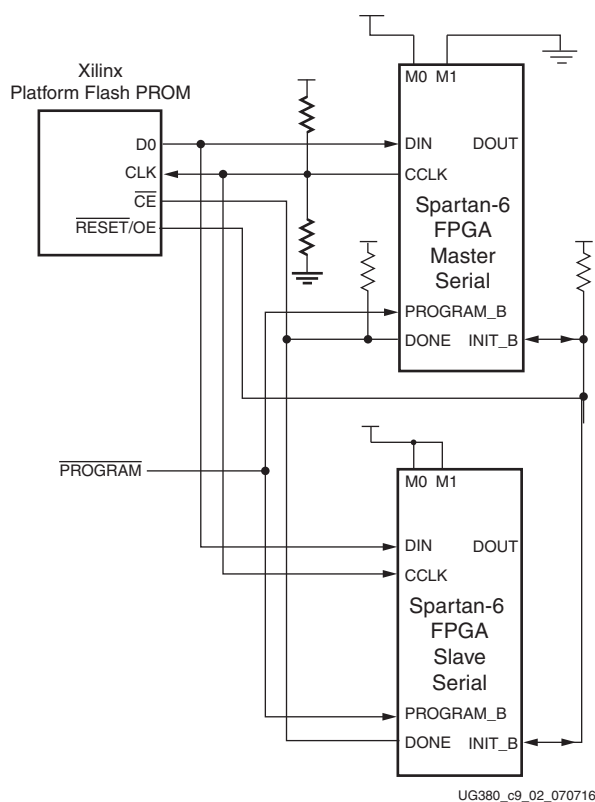 Xilinx
Platform Flash PROM
D0
CLK
CE
RESET/OE
M0 M1
DIN DOUT
CCLK
Spartan-6
FPGA
Master
Serial
PROGRAM_B
DONE INIT_B
PROGRAM
M0 M1
DIN DOUT
CCLK
Spartan-6
FPGA
Slave
Serial
PROGRAM_B
DONE INIT_B
UG380_c9_02_070716